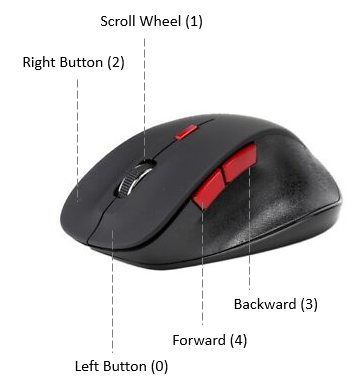 Scroll Wheel (1)
Right Button (2)
Backward (3)
Forward (4)
Left Button (0)